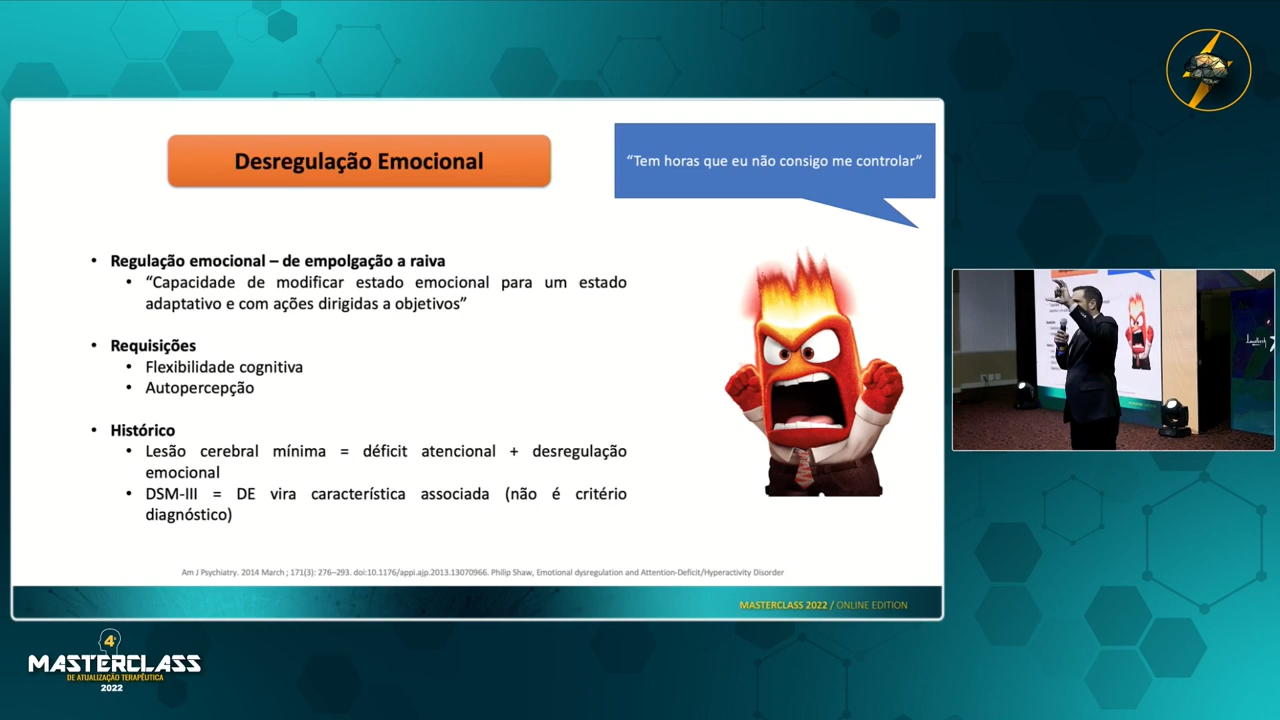 Desregulação Emocional
“Tem horas que eu não consigo me controlar”
• Regulação emocional – de empolgação a raiva
• “Capacidade de modificar estado emocional para um estado
adaptativo e com ações dirigidas a objetivos”
• Requisições
• Flexibilidade cognitiva
• Autopercepção
• Histórico
• Lesão cerebral mínima = déficit atencional + desregulação
emocional
• DSM-III = DE vira característica associada (não é critério
diagnóstico)
Am J Psychiatry. 2014 March ; 171(3): 276–293. doi:10.1176/appi.ajp.2013.13070966. Philip Shaw, Emotional dysregulation and Attention-Deficit/Hyperactivity Disorder
MASTERCLASS 2022 / ONLINE EDITION
4ª
MASTERCLASS
DE ATUALIZAÇÃO TERAPÊUTICA
2022